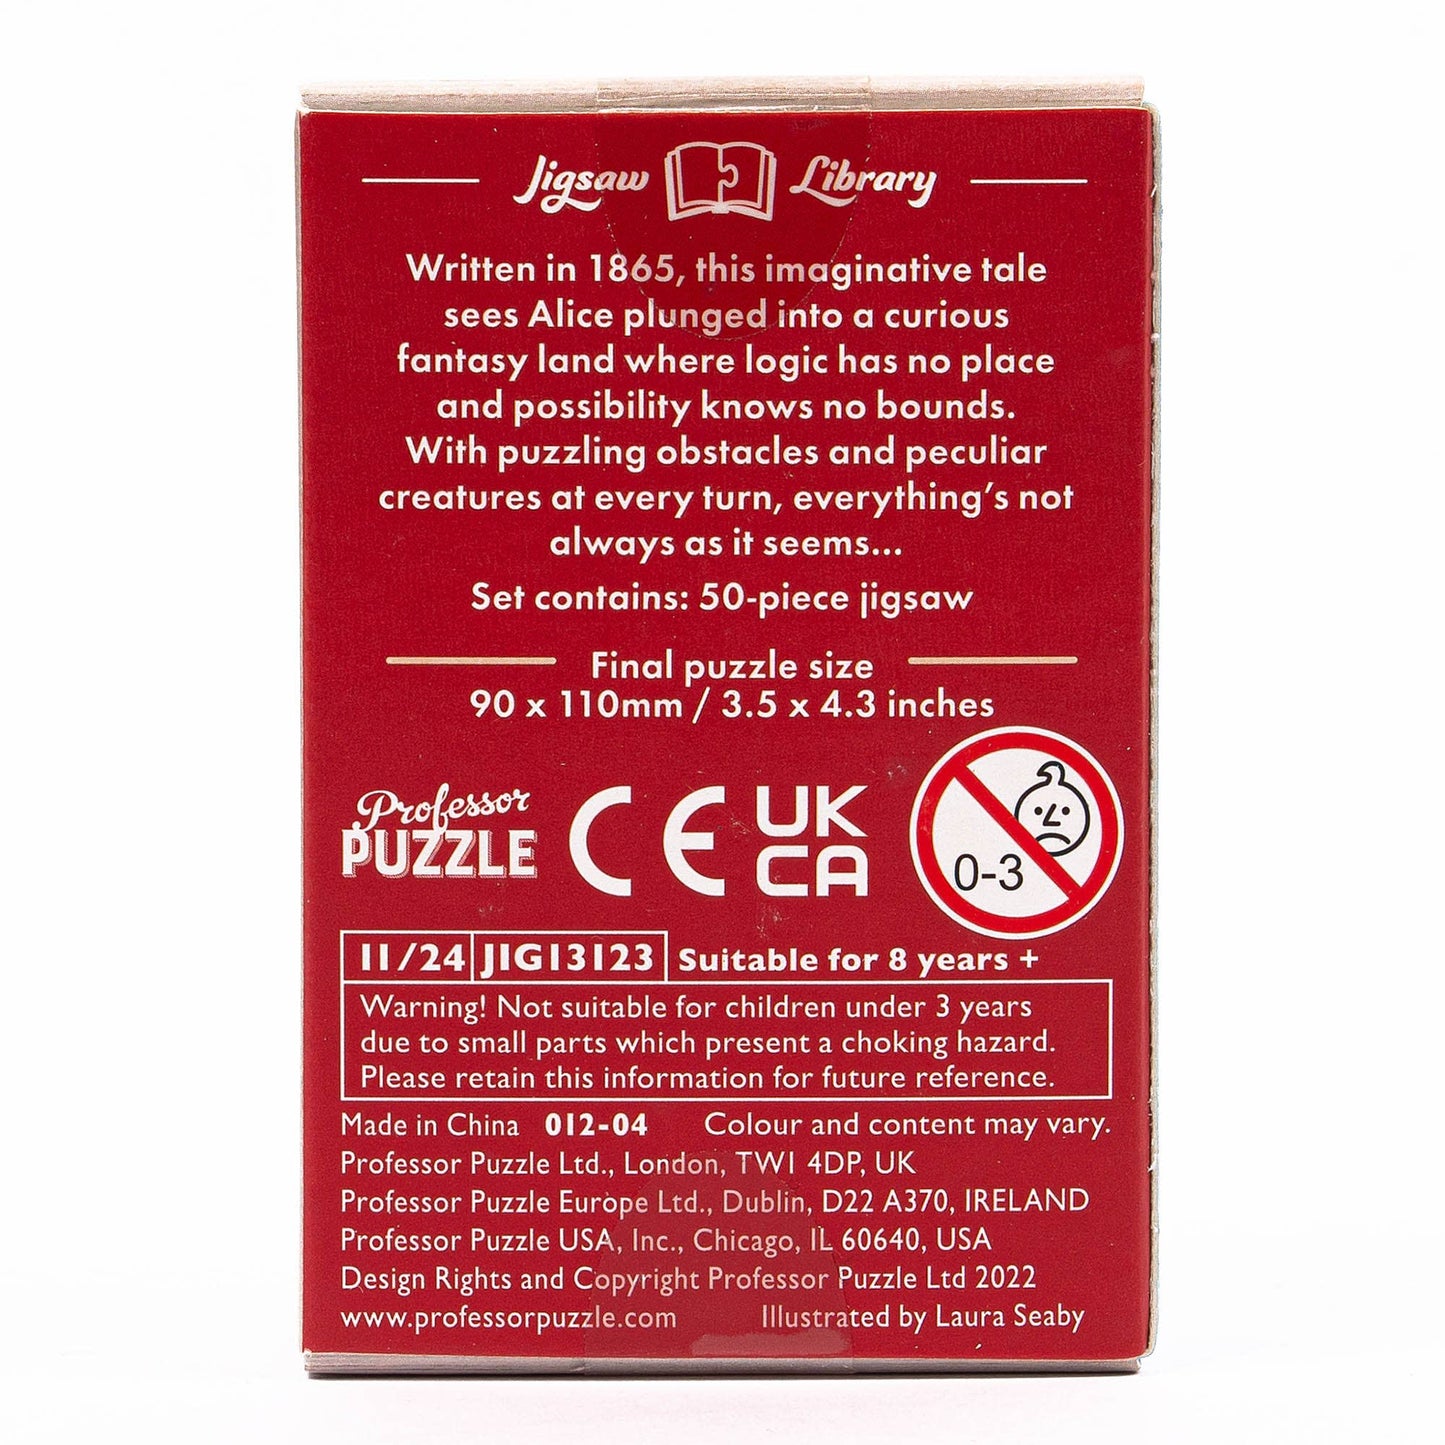 Jigsaw Library
Written in 1865, this imaginative tale
sees Alice plunged into a curious
fantasy land where logic has no place
and possibility knows no bounds.
With puzzling obstacles and peculiar
creatures at every turn, everything's not
always as it seems...
Set contains: 50-piece jigsaw
Final puzzle size
90 x 110mm / 3.5 x 4.3 inches
Professor
PUZZLE
CE
UK
CA
0-3
11/24 JIG13123 Suitable for 8 years +
Warning! Not suitable for children under 3 years
due to small parts which present a choking hazard.
Please retain this information for future reference.
Made in China 012-04 Colour and content may vary.
Professor Puzzle Ltd., London, TW1 4DP, UK
Professor Puzzle Europe Ltd., Dublin, D22 A370, IRELAND
Professor Puzzle USA, Inc., Chicago, IL 60640, USA
Design Rights and Copyright Professor Puzzle Ltd 2022
www.professorpuzzle.com Illustrated by Laura Seaby